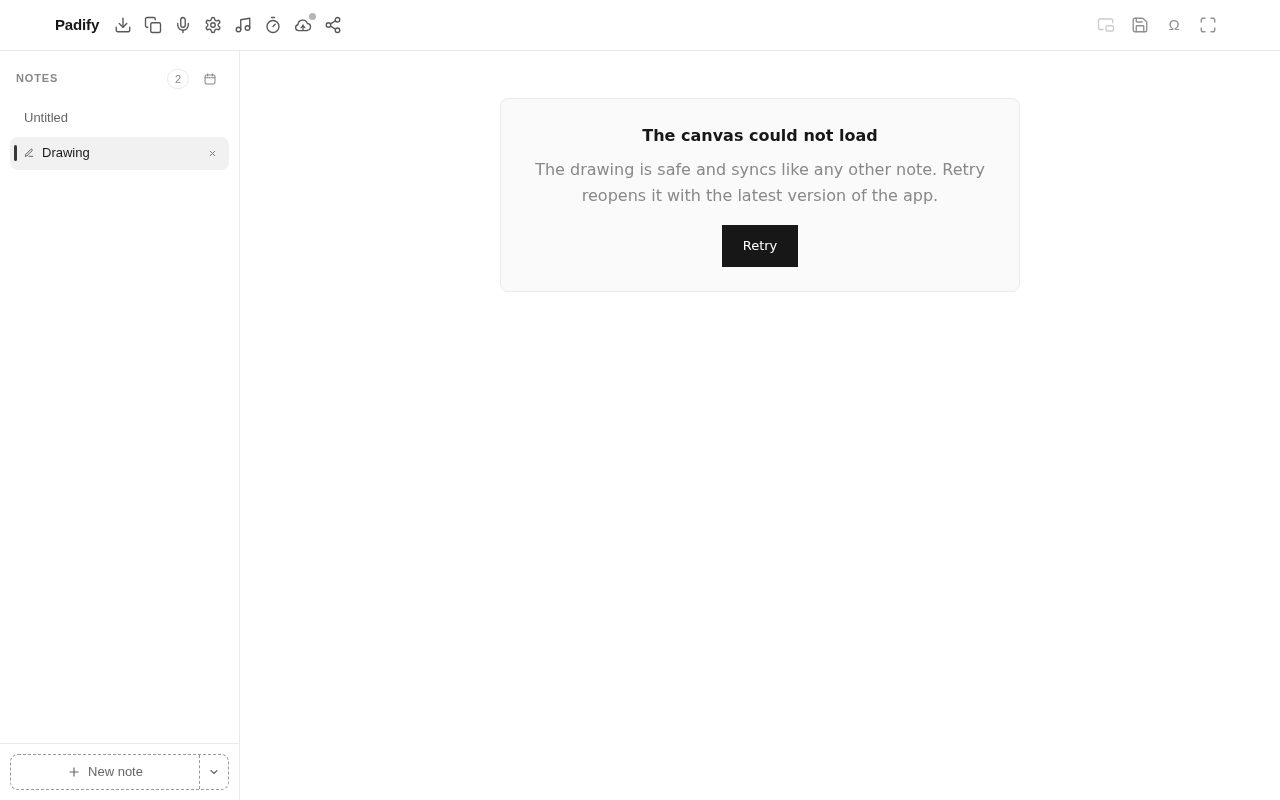 Padify
Ω
NOTES
2
Untitled
Drawing
The canvas could not load
The drawing is safe and syncs like any other note. Retry
reopens it with the latest version of the app.
Retry
New note